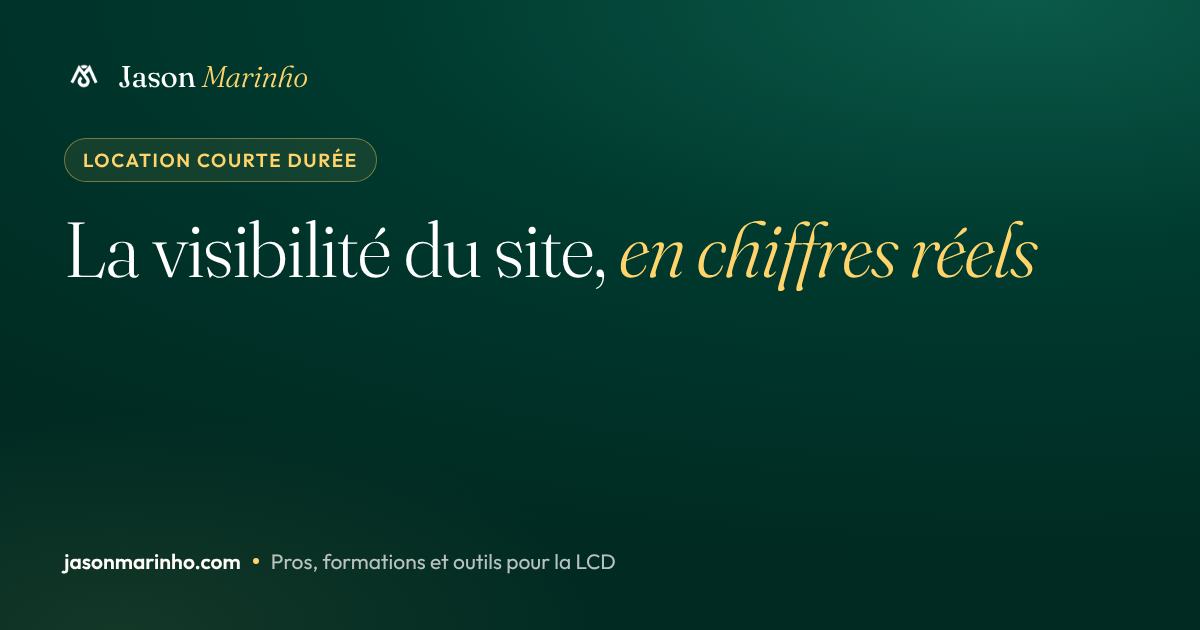 Jason Marinho
LOCATION COURTE DURÉE
La visibilité du site, en chiffres réels
jasonmarinho.com • Pros, formations et outils pour la LCD